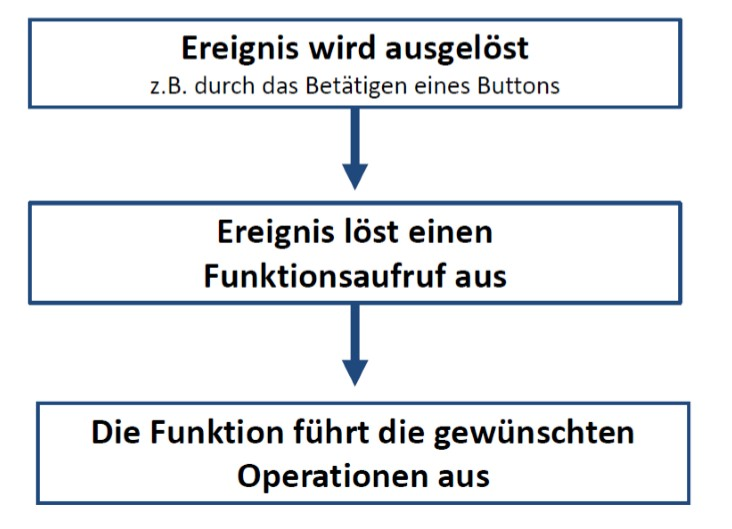 Ereignis wird ausgelöst
z.B. durch das Betätigen eines Buttons
Ereignis löst einen
Funktionsaufruf aus
Die Funktion führt die gewünschten
Operationen aus